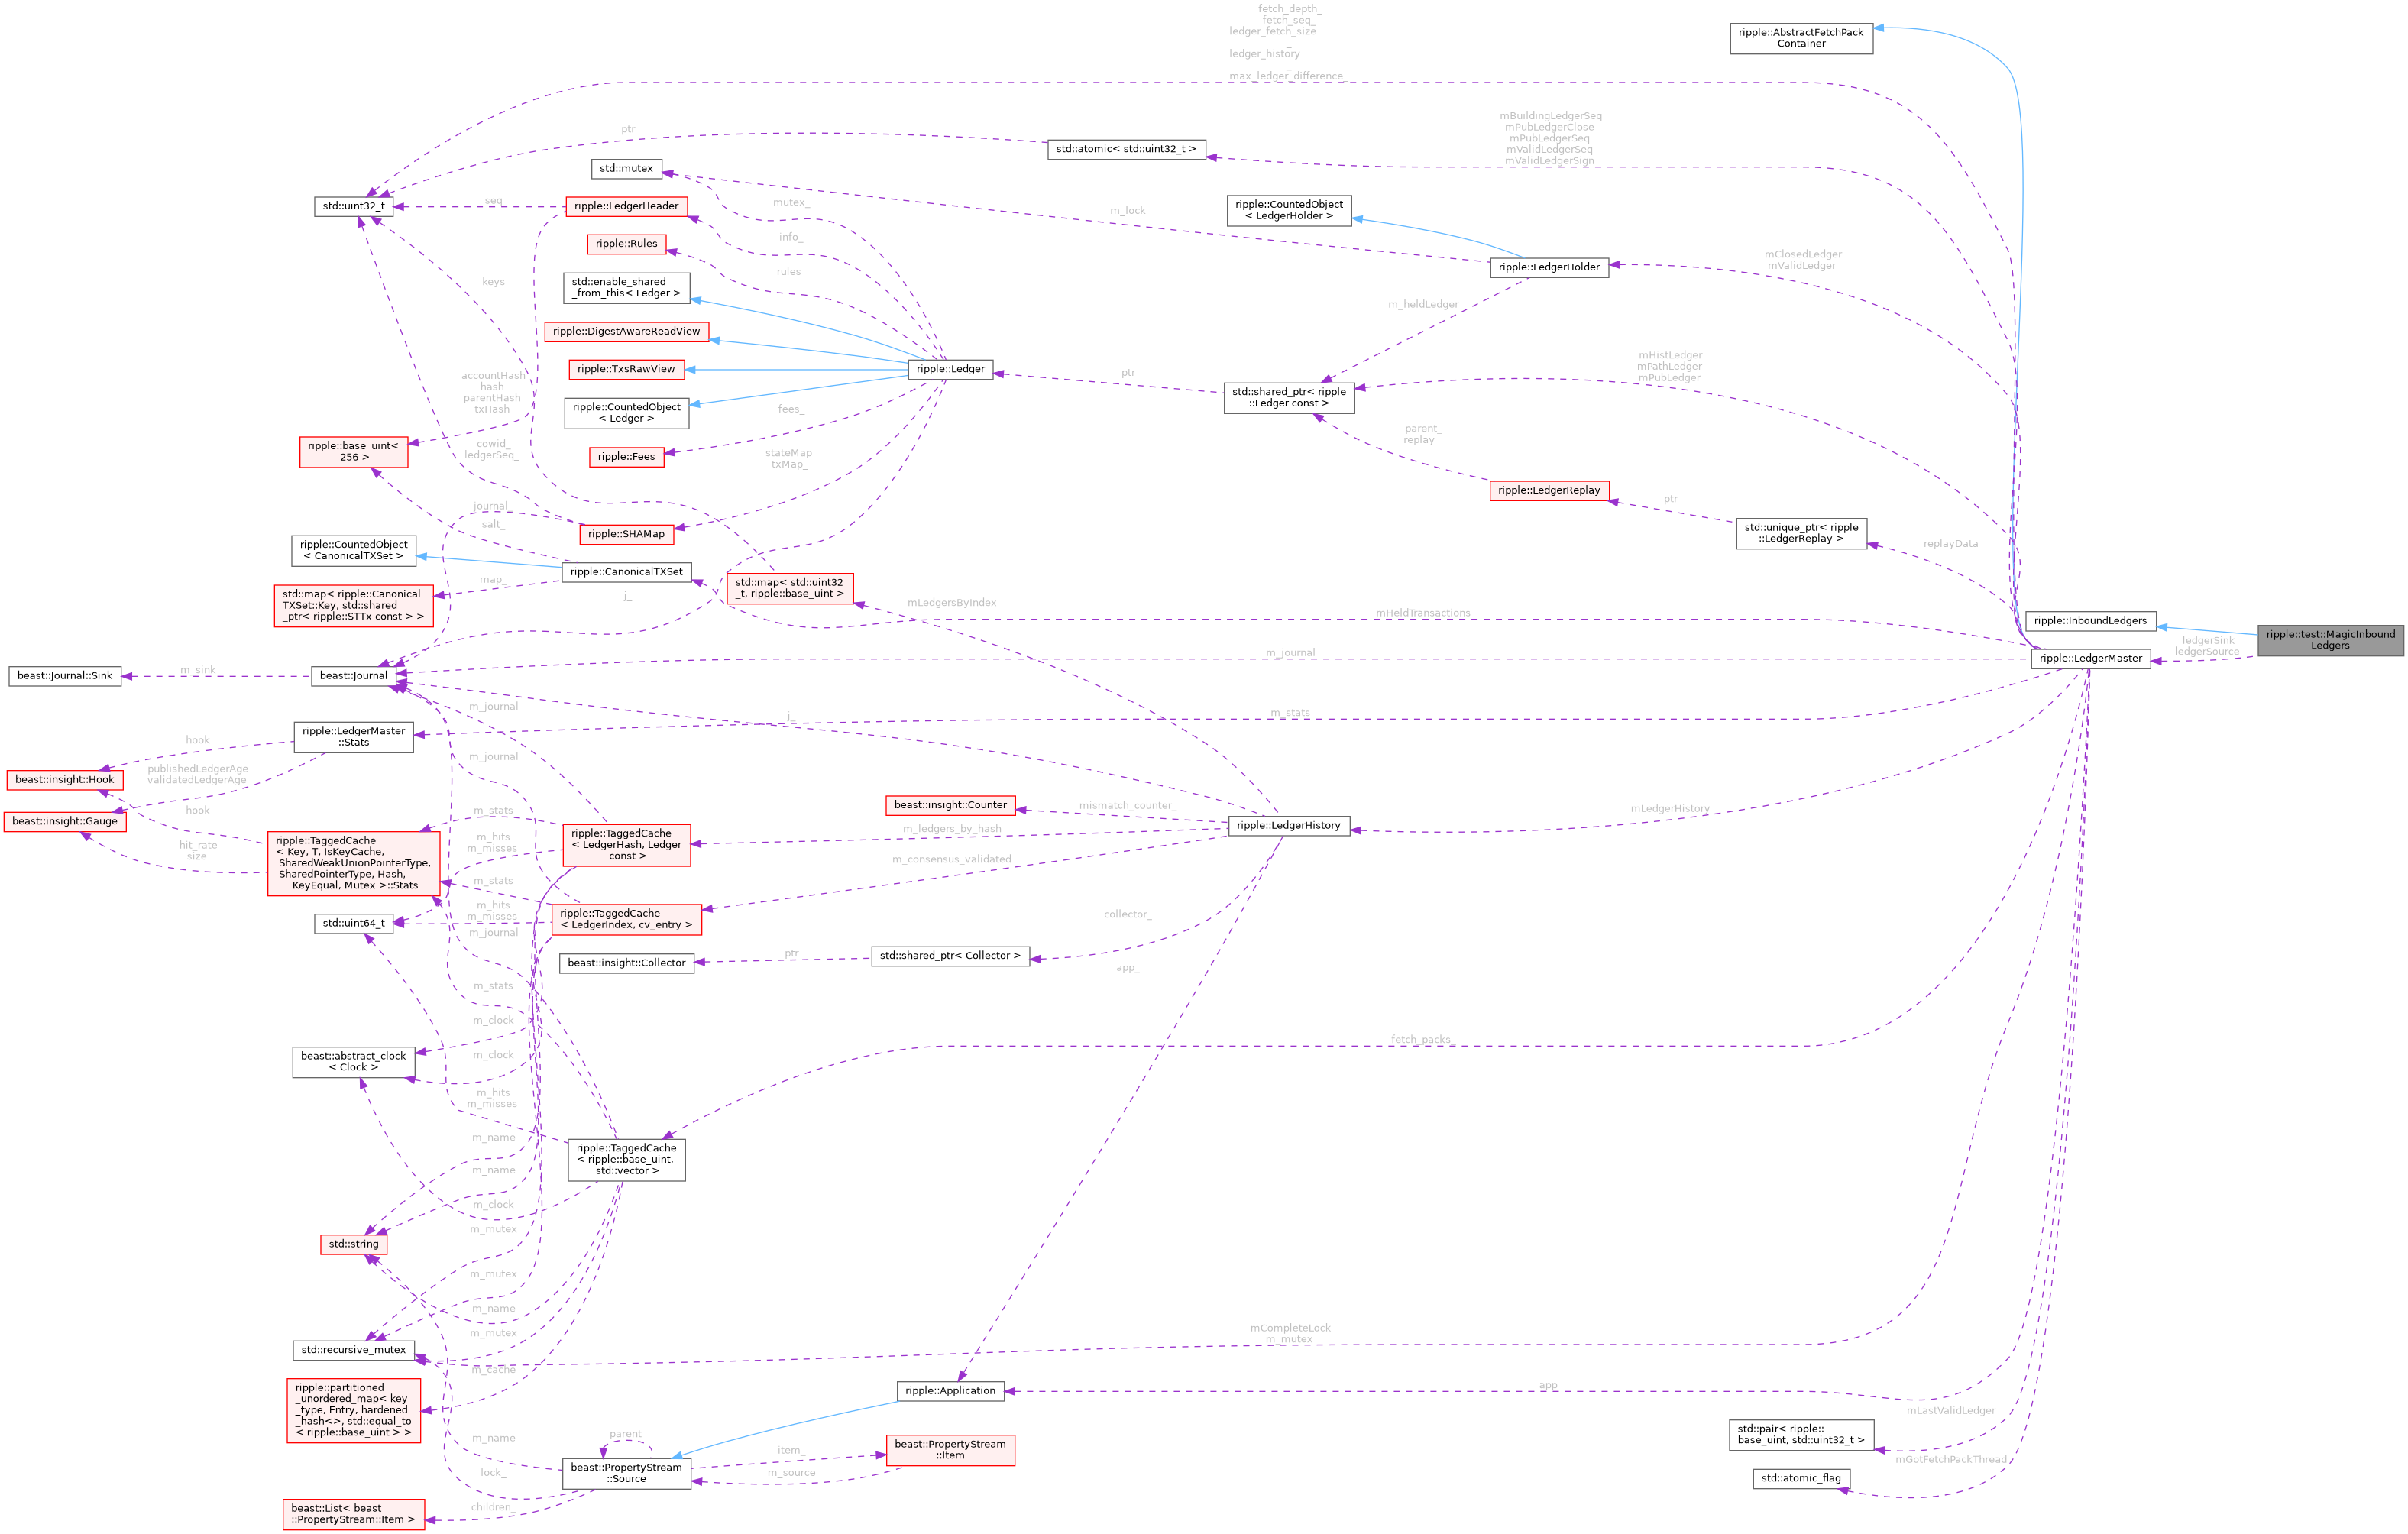 fetch_depth_
fetch_seq_
ledger_fetch_size
_
ledger_history
_
max_ledger_difference_
ripple::AbstractFetchPack
Container
mBuildingLedgerSeq
mPubLedgerClose
mPubLedgerSeq
mValidLedgerSeq
mValidLedgerSign
ptr
std::atomic< std::uint32_t >
std::mutex
std::uint32_t
seq
ripple::LedgerHeader
mutex_
m_lock
ripple::CountedObject
< LedgerHolder >
ripple::Rules
info_
rules_
ripple::LedgerHolder
mClosedLedger
mValidLedger
keys
std::enable_shared
_from_this< Ledger >
m_heldLedger
ripple::DigestAwareReadView
ripple::TxsRawView
ripple::Ledger
ptr
std::shared_ptr< ripple
::Ledger const >
mHistLedger
mPathLedger
mPubLedger
accountHash
hash
parentHash
txHash
ripple::CountedObject
< Ledger >
fees_
ripple::base_uint<
256 >
cowid_
ledgerSeq_
ripple::Fees
stateMap_
txMap_
parent_
replay_
ripple::LedgerReplay
ptr
std::unique_ptr< ripple
::LedgerReplay >
replayData
journal_
salt_
ripple::SHAMap
ripple::CountedObject
< CanonicalTXSet >
ripple::CanonicalTXSet
map_
std::map< ripple::Canonical
TXSet::Key, std::shared
_ptr< ripple::STTx const > >
j_
std::map< std::uint32
_t, ripple::base_uint >
mLedgersByIndex
mHeldTransactions
ripple::InboundLedgers
ripple::test::MagicInbound
Ledgers
ledgerSink
ledgerSource
ripple::LedgerMaster
m_journal
beast::Journal::Sink
m_sink
beast::Journal
m_journal
j_
m_stats
ripple::LedgerMaster
::Stats
hook
m_journal
beast::insight::Hook
publishedLedgerAge
validatedLedgerAge
hook
beast::insight::Gauge
m_stats
beast::insight::Counter
mismatch_counter_
mLedgerHistory
ripple::LedgerHistory
m_ledgers_by_hash
ripple::TaggedCache
< LedgerHash, Ledger
const >
ripple::TaggedCache
< Key, T, IsKeyCache,
SharedWeakUnionPointerType,
SharedPointerType, Hash,
KeyEqual, Mutex >::Stats
hit_rate
size
m_hits
m_misses
m_consensus_validated
m_stats
ripple::TaggedCache
< LedgerIndex, cv_entry >
m_hits
m_misses
m_journal
std::uint64_t
collector_
beast::insight::Collector
ptr
std::shared_ptr< Collector >
app_
m_stats
m_clock
fetch_packs_
beast::abstract_clock
< Clock >
m_clock
m_hits
m_misses
m_name
ripple::TaggedCache
< ripple::base_uint,
std::vector >
m_name
m_clock
m_mutex
std::string
m_mutex
m_name
m_mutex
mCompleteLock
m_mutex
std::recursive_mutex
m_cache
ripple::partitioned
_unordered_map< key
_type, Entry, hardened
_hash<>, std::equal_to
< ripple::base_uint > >
ripple::Application
app_
mLastValidLedger
std::pair< ripple::
base_uint, std::uint32_t >
m_name
parent_
item_
beast::PropertyStream
::Item
mGotFetchPackThread
lock_
beast::PropertyStream
::Source
m_source
std::atomic_flag
beast::List< beast
::PropertyStream::Item >
children_